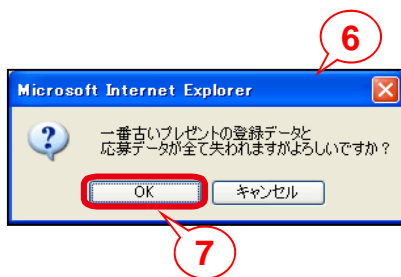 6
Microsoft Internet Explorer
一番古いプレゼントの登録データと
応募データが全て失われますがよろしいですか？
OK キャンセル
7